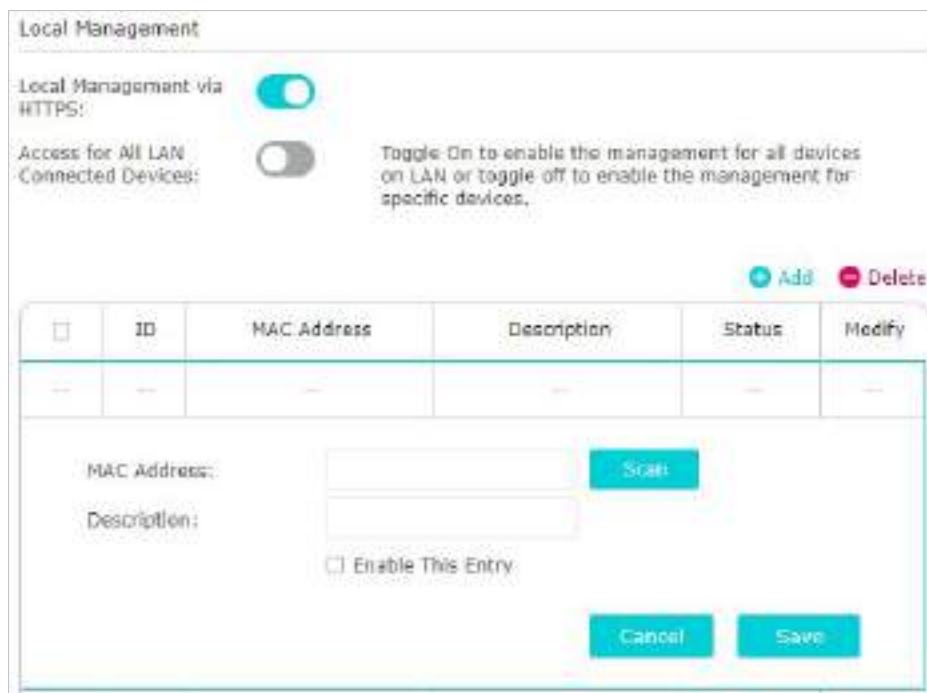 Local Management
Local Management via
HTTPS:
Access for All LAN
Connected Devices:
Toggle On to enable the management for all devices
on LAN or toggle off to enable the management for
specific devices.
Add Delete
ID MAC Address Description Status Modify
-- -- -- -- -- --
MAC Address: Scan
Description:
Enable This Entry
Cancel Save